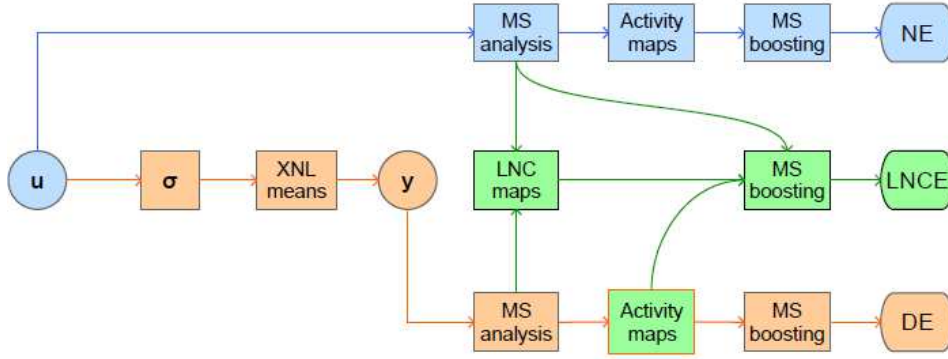 MS
analysis
Activity
maps
MS
boosting
NE
u
σ
XNL
means
y
LNC
maps
MS
boosting
LNCE
MS
analysis
Activity
maps
MS
boosting
DE